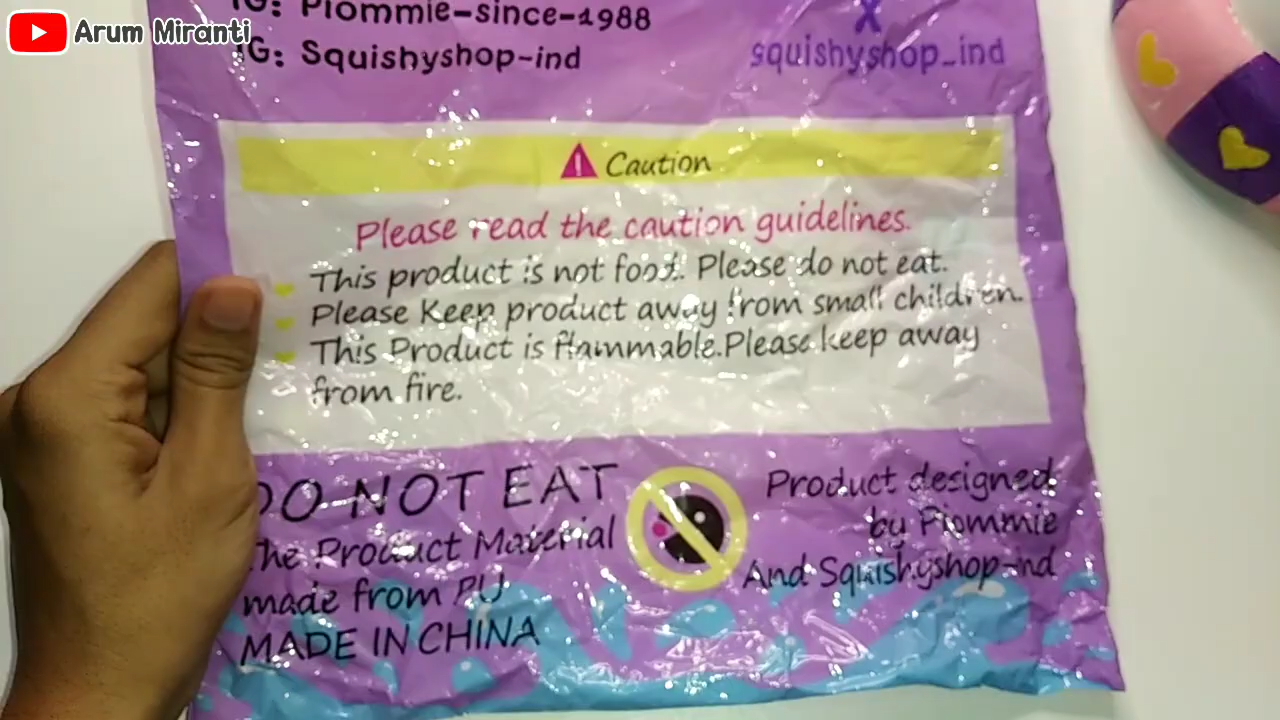 Arum Miranti
IG: Piommie-since-1988
IG: Squishyshop-ind
X
squishyshop_ind
Caution
Please read the caution guidelines.
This product is not food. Please do not eat.
Please Keep product away from small children.
This Product is flammable.Please keep away
from fire.
DO NOT EAT
The Product Material
made from PU
MADE IN CHINA
Product designed
by Piommie
And Squishyshop-ind